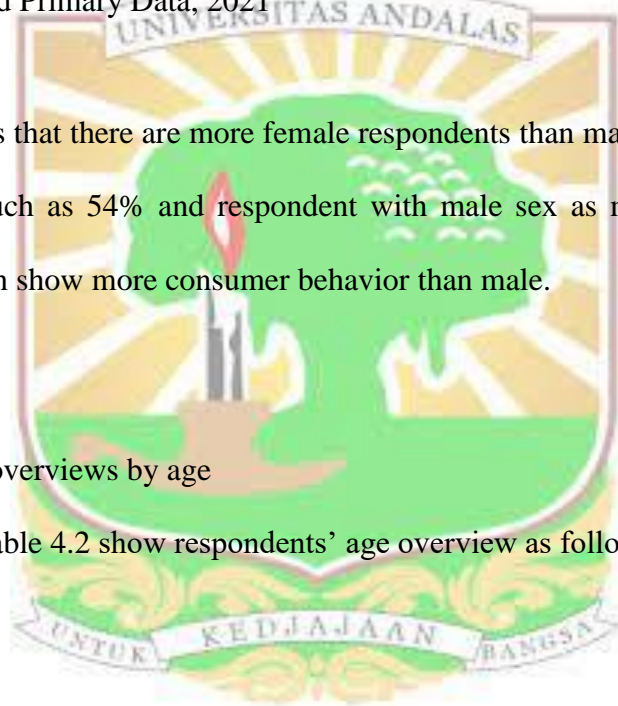 d Primary Data, 2021
UNIVERSITAS ANDALAS
s that there are more female respondents than ma
uch as 54% and respondent with male sex as
n show more consumer behavior than male.
overviews by age
able 4.2 show respondents' age overview as follo
UNTUK KEDJAJAAN BANGSA